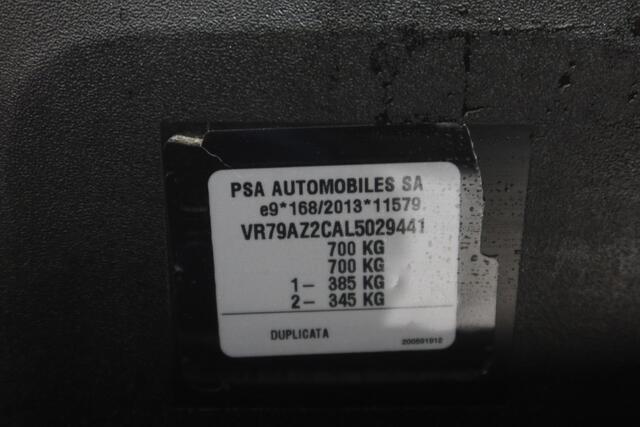 PSA AUTOMOBILES SA
e9*168/2013*11579
VR79AZ2CAL5029441
700 KG
700 KG
1– 385 KG
2– 345 KG
DUPLICATA
200591912